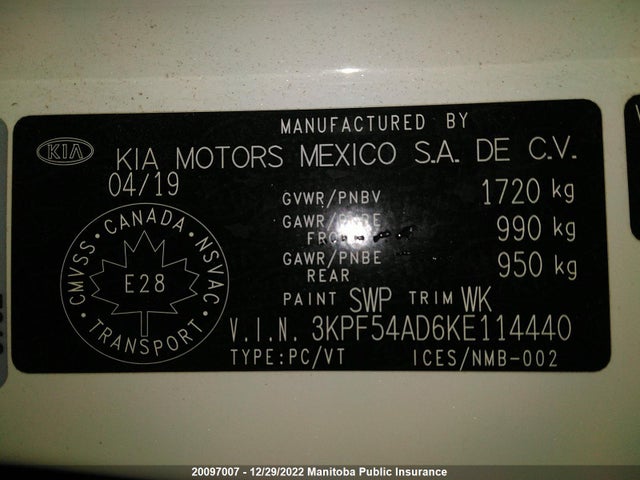 MANUFACTURED BY
KIA
KIA MOTORS MEXICO S.A. DE C.V.
04/19
GVWR/PNBV 1720 kg
GAWR/PNBE FRONT 990 kg
GAWR/PNBE REAR 950 kg
CMVSS · CANADA · NSVAC · TRANSPORT ·
E28
PAINT SWP TRIM WK
V.I.N. 3KPF54AD6KE114440
TYPE:PC/VT ICES/NMB-002
20097007 - 12/29/2022 Manitoba Public Insurance